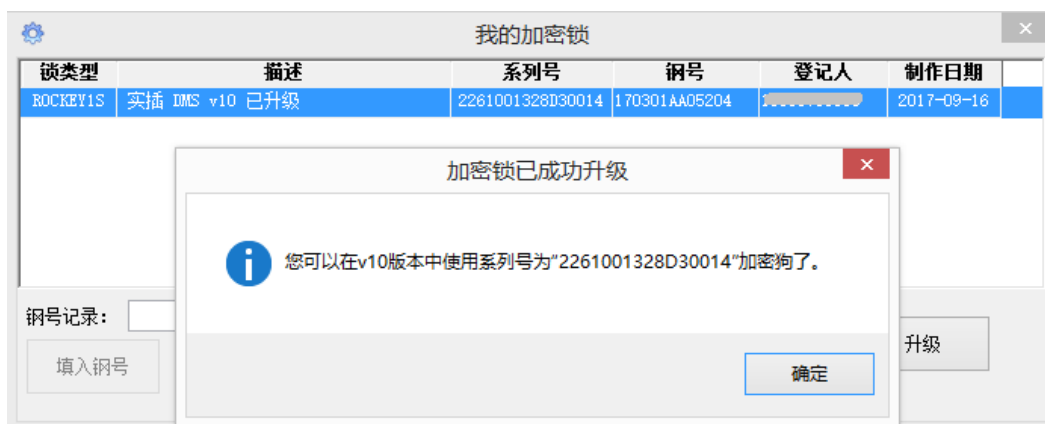 我的加密锁
锁类型 描述 系列号 钢号 登记人 制作日期
ROCKEY1S 实插 DMS v10 已升级 2261001328D30014 170301AA05204 2017-09-16
加密锁已成功升级
您可以在v10版本中使用系列号为"2261001328D30014"加密狗了。
钢号记录:
填入钢号
升级
确定